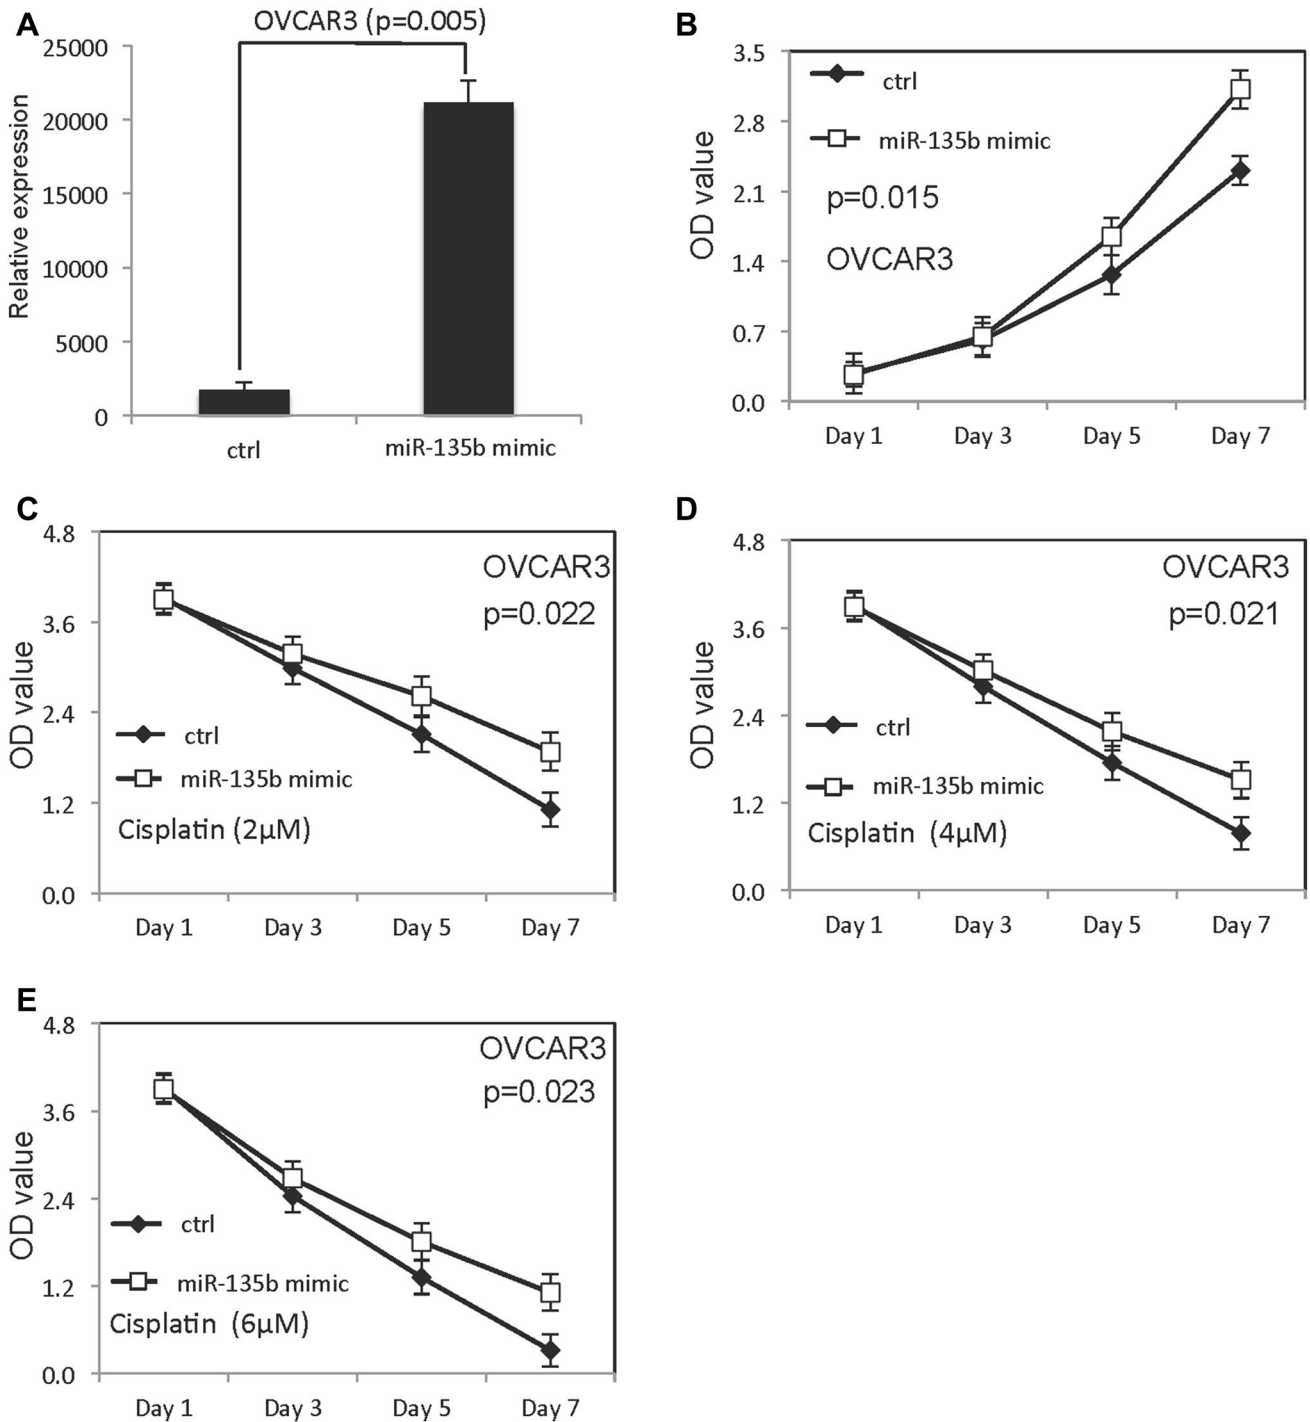 A
OVCAR3 (p=0.005)
25000
20000
15000
10000
5000
0
Relative expression
ctrl
miR-135b mimic
B
3.5
2.8
2.1
1.4
0.7
0.0
OD value
ctrl
miR-135b mimic
p=0.015
OVCAR3
Day 1
Day 3
Day 5
Day 7
C
4.8
3.6
2.4
1.2
0.0
OD value
OVCAR3
p=0.022
ctrl
miR-135b mimic
Cisplatin (2µM)
Day 1
Day 3
Day 5
Day 7
D
4.8
3.6
2.4
1.2
0.0
OD value
OVCAR3
p=0.021
ctrl
miR-135b mimic
Cisplatin (4µM)
Day 1
Day 3
Day 5
Day 7
E
4.8
3.6
2.4
1.2
0.0
OD value
OVCAR3
p=0.023
ctrl
miR-135b mimic
Cisplatin (6µM)
Day 1
Day 3
Day 5
Day 7